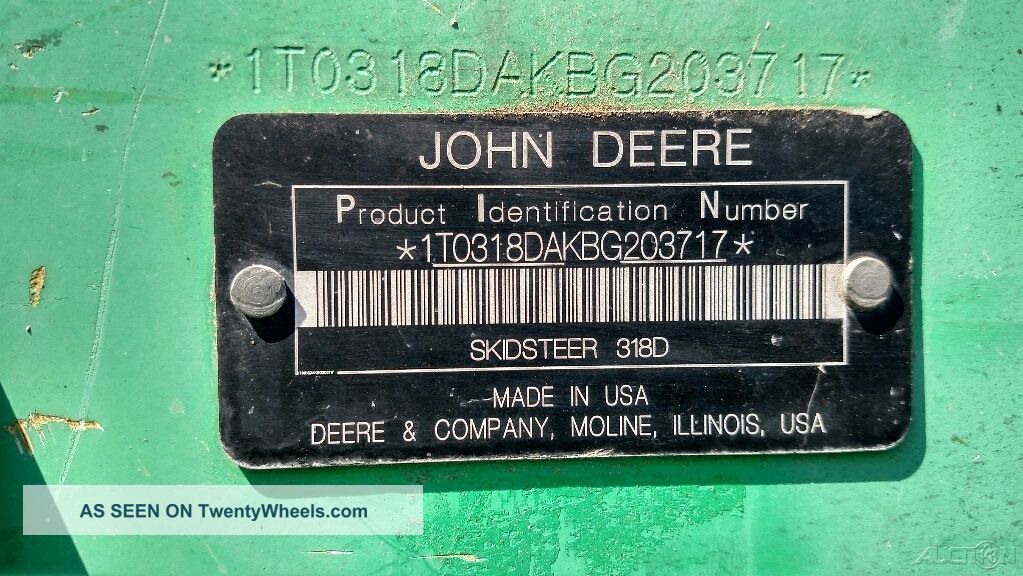 *1T0318DAKBG203717*
JOHN DEERE
Product Identification Number
*1T0318DAKBG203717*
SKIDSTEER 318D
MADE IN USA
DEERE & COMPANY, MOLINE, ILLINOIS, USA
AS SEEN ON TwentyWheels.com
AUCTION